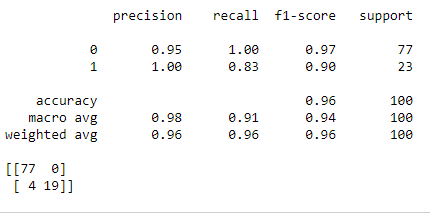 precision recall f1-score support
0 0.95 1.00 0.97 77
1 1.00 0.83 0.90 23
accuracy 0.96 100
macro avg 0.98 0.91 0.94 100
weighted avg 0.96 0.96 0.96 100
[[77 0]
[ 4 19]]